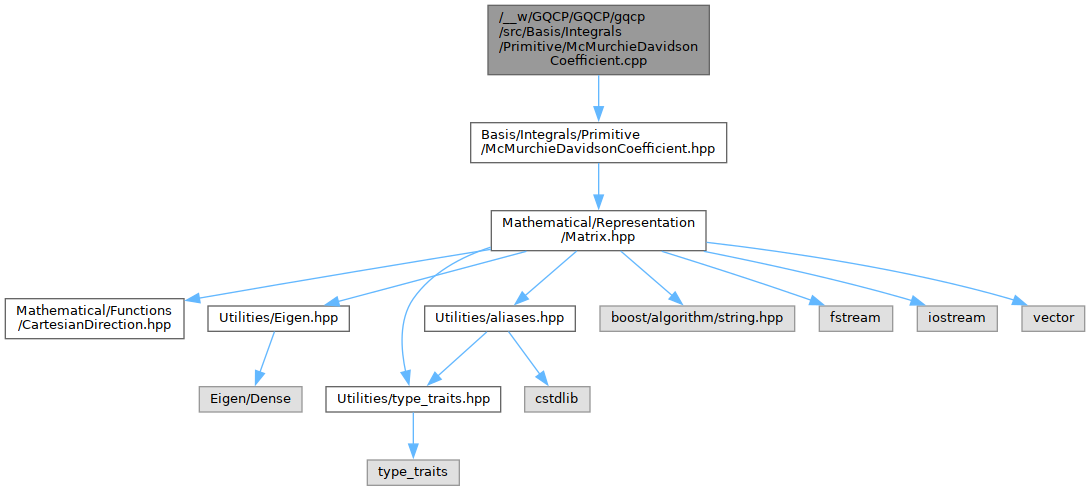 /__w/GQCP/GQCP/gqcp
/src/Basis/Integrals
/Primitive/McMurchieDavidson
Coefficient.cpp
Basis/Integrals/Primitive
/McMurchieDavidsonCoefficient.hpp
Mathematical/Representation
/Matrix.hpp
Mathematical/Functions
/CartesianDirection.hpp
Utilities/Eigen.hpp
Utilities/aliases.hpp
boost/algorithm/string.hpp
fstream
iostream
vector
Eigen/Dense
Utilities/type_traits.hpp
cstdlib
type_traits